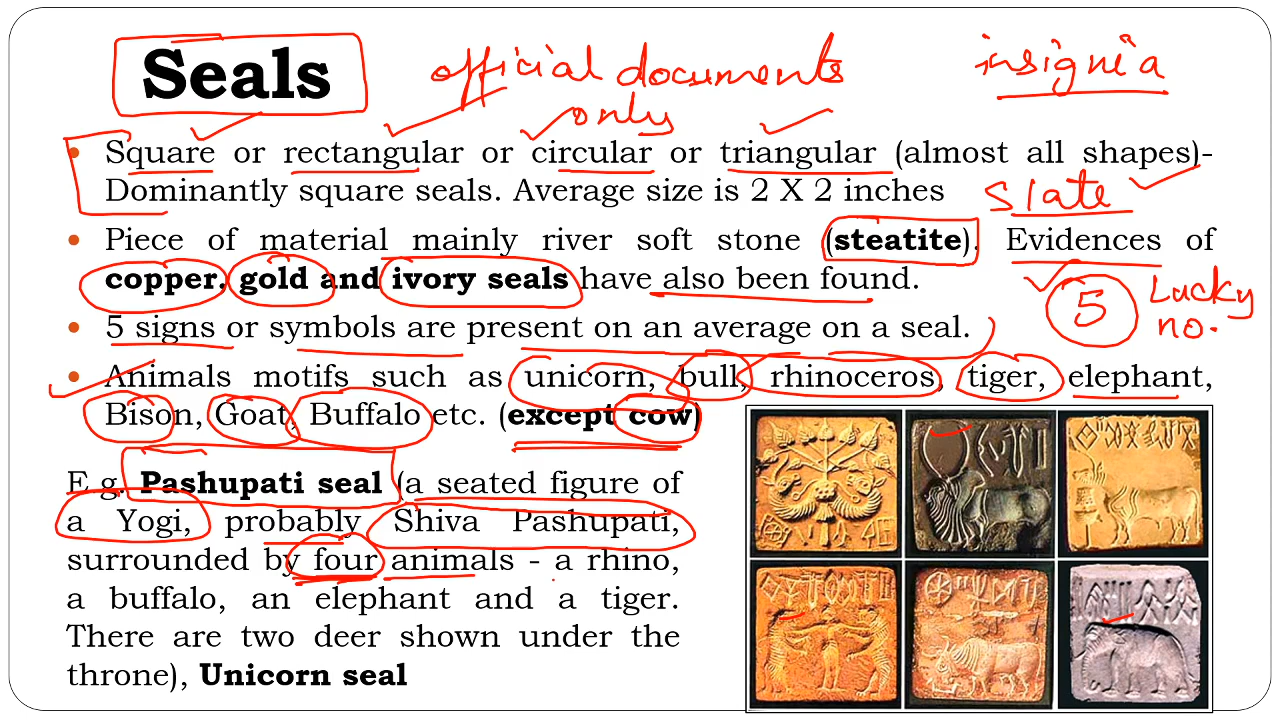 Seals
official documents
only
insignia
Square or rectangular or circular or triangular (almost all shapes)-
Dominantly square seals. Average size is 2 X 2 inches
slate
Piece of material mainly river soft stone (steatite). Evidences of
copper, gold and ivory seals have also been found.
5 Lucky
no.
5 signs or symbols are present on an average on a seal.
Animals motifs such as unicorn, bull, rhinoceros, tiger, elephant,
Bison, Goat, Buffalo etc. (except cow)
E.g. Pashupati seal (a seated figure of
a Yogi, probably Shiva Pashupati,
surrounded by four animals - a rhino,
a buffalo, an elephant and a tiger.
There are two deer shown under the
throne), Unicorn seal